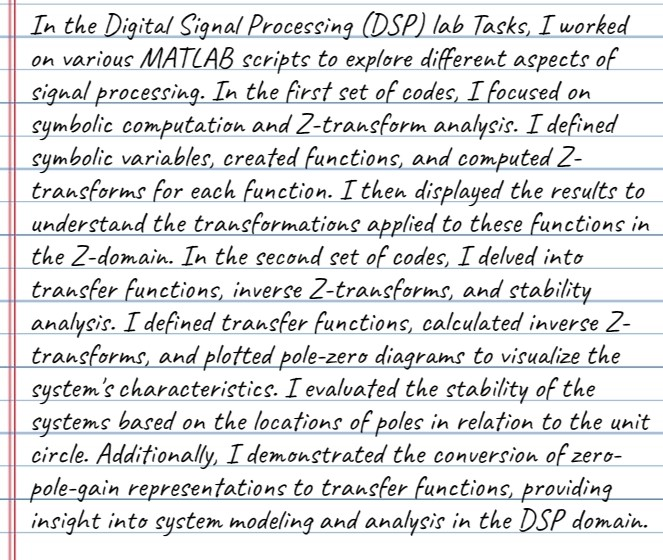 In the Digital Signal Processing (DSP) lab Tasks, I worked
on various MATLAB scripts to explore different aspects of
signal processing. In the first set of codes, I focused on
symbolic computation and Z-transform analysis. I defined
symbolic variables, created functions, and computed Z-
transforms for each function. I then displayed the results to
understand the transformations applied to these functions in
the Z-domain. In the second set of codes, I delved into
transfer functions, inverse Z-transforms, and stability
analysis. I defined transfer functions, calculated inverse Z-
transforms, and plotted pole-zero diagrams to visualize the
system's characteristics. I evaluated the stability of the
systems based on the locations of poles in relation to the unit
circle. Additionally, I demonstrated the conversion of zero-
pole-gain representations to transfer functions, providing
insight into system modeling and analysis in the DSP domain.